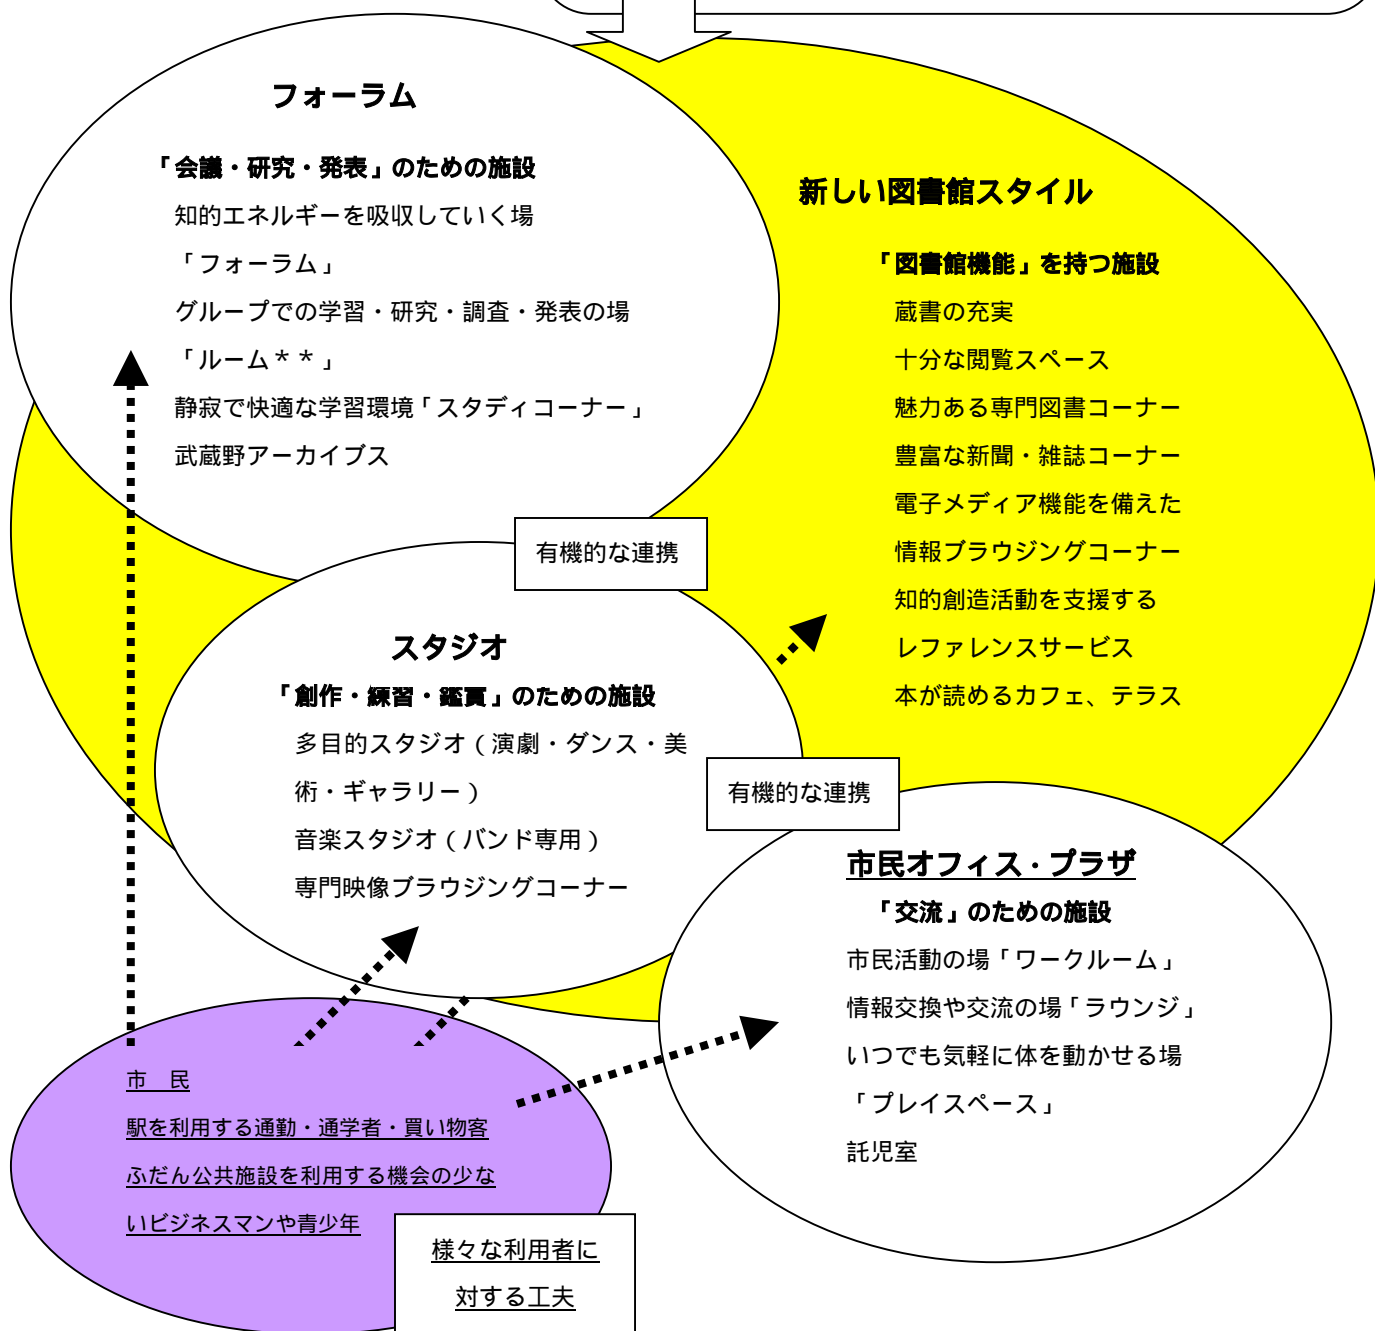 フォーラム
「会議・研究・発表」のための施設
知的エネルギーを吸収していく場
「フォーラム」
グループでの学習・研究・調査・発表の場
「ルーム＊＊」
静寂で快適な学習環境「スタディコーナー」
武蔵野アーカイブス
新しい図書館スタイル
「図書館機能」を持つ施設
蔵書の充実
十分な閲覧スペース
魅力ある専門図書コーナー
豊富な新聞・雑誌コーナー
電子メディア機能を備えた
情報ブラウジングコーナー
知的創造活動を支援する
レファレンスサービス
本が読めるカフェ、テラス
有機的な連携
スタジオ
「創作・練習・鑑賞」のための施設
多目的スタジオ（演劇・ダンス・美
術・ギャラリー）
音楽スタジオ（バンド専用）
専門映像ブラウジングコーナー
有機的な連携
市民オフィス・プラザ
「交流」のための施設
市民活動の場「ワークルーム」
情報交換や交流の場「ラウンジ」
いつでも気軽に体を動かせる場
「プレイスペース」
託児室
市　民
駅を利用する通勤・通学者・買い物客
ふだん公共施設を利用する機会の少な
いビジネスマンや青少年
様々な利用者に
対する工夫